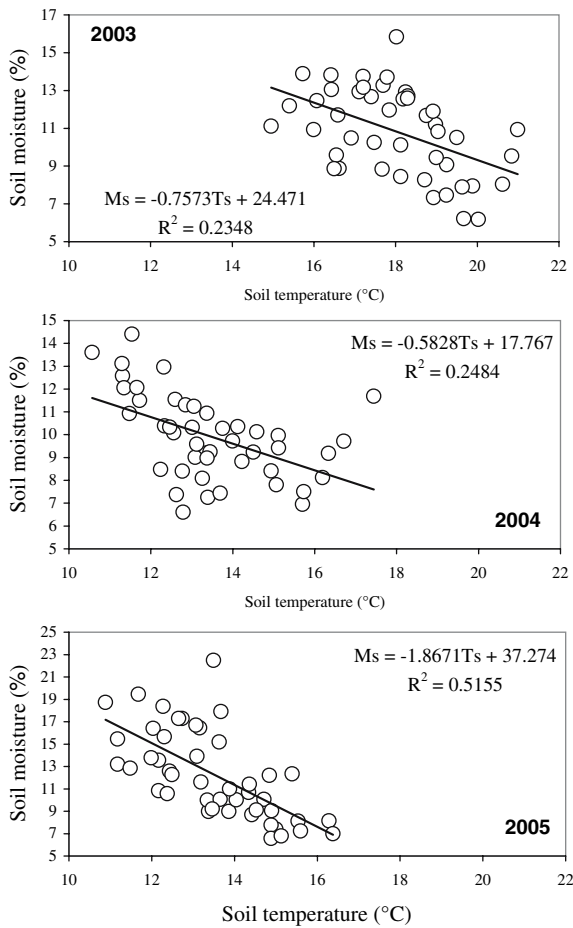 2003
Soil moisture (%)
17
15
13
11
9
7
5
Ms = -0.7573Ts + 24.471
R² = 0.2348
10 12 14 16 18 20 22
Soil temperature (°C)
Soil moisture (%)
15
14
13
12
11
10
9
8
7
6
5
Ms = -0.5828Ts + 17.767
R² = 0.2484
2004
10 12 14 16 18 20 22
Soil temperature (°C)
Soil moisture (%)
25
23
21
19
17
15
13
11
9
7
5
Ms = -1.8671Ts + 37.274
R² = 0.5155
2005
10 12 14 16 18 20 22
Soil temperature (°C)